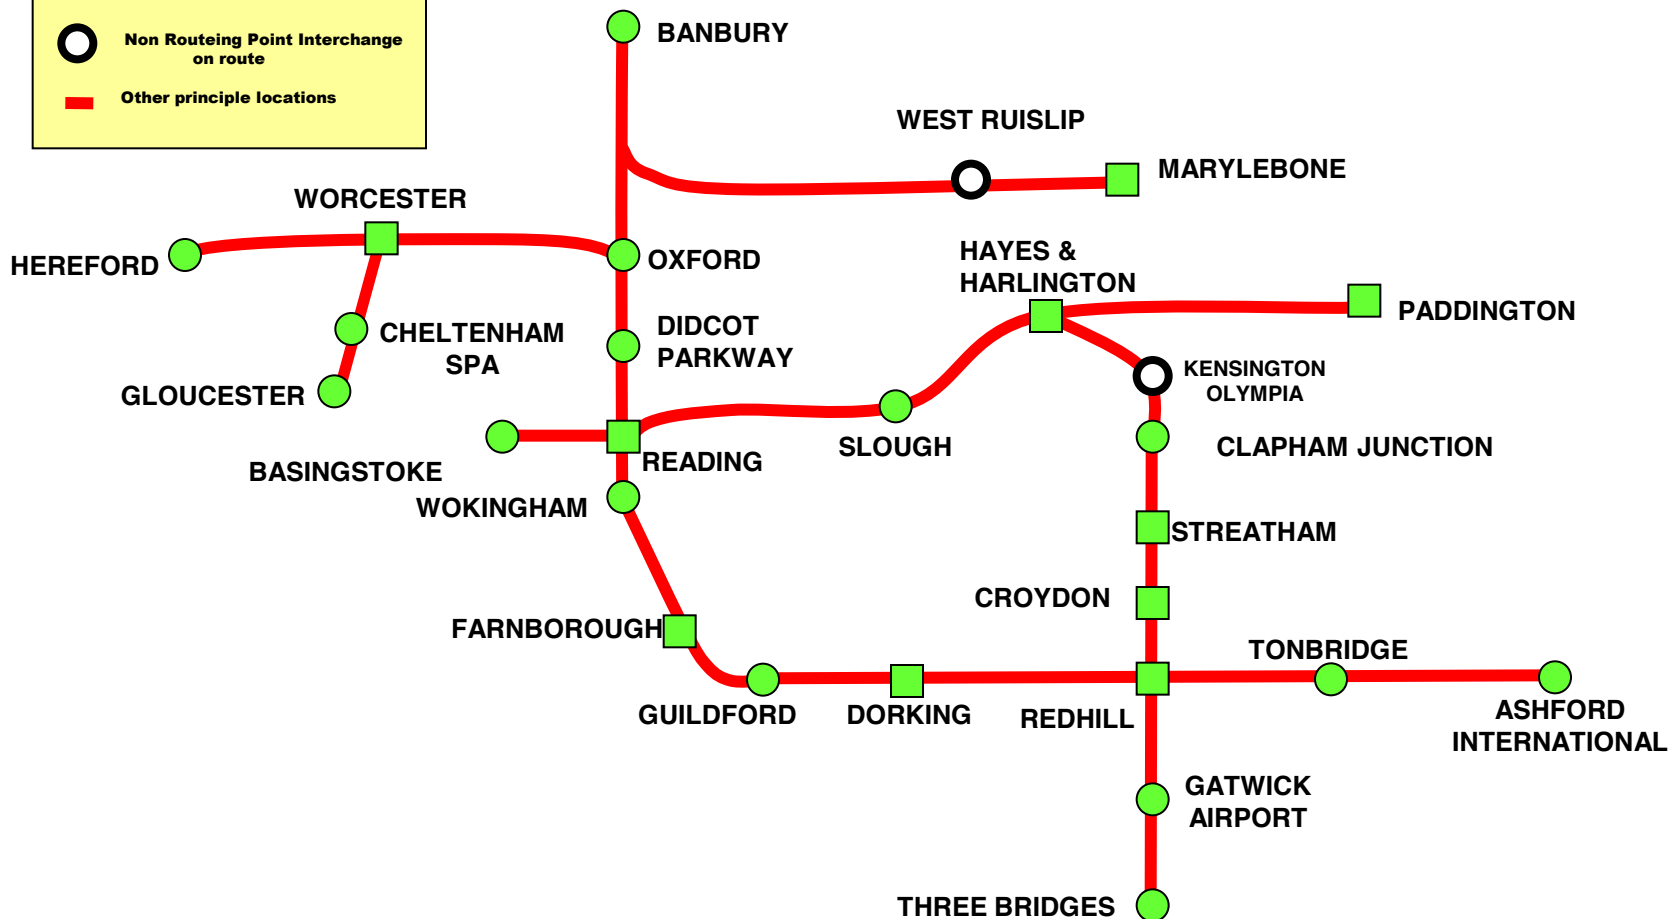 Non Routeing Point Interchange
on route
Other principle locations
BANBURY
WEST RUISLIP
MARYLEBONE
WORCESTER
HEREFORD
OXFORD
HAYES &
HARLINGTON
PADDINGTON
CHELTENHAM
SPA
DIDCOT
PARKWAY
GLOUCESTER
KENSINGTON
OLYMPIA
SLOUGH
CLAPHAM JUNCTION
BASINGSTOKE
READING
WOKINGHAM
STREATHAM
CROYDON
FARNBOROUGH
TONBRIDGE
GUILDFORD
DORKING
REDHILL
ASHFORD
INTERNATIONAL
GATWICK
AIRPORT
THREE BRIDGES